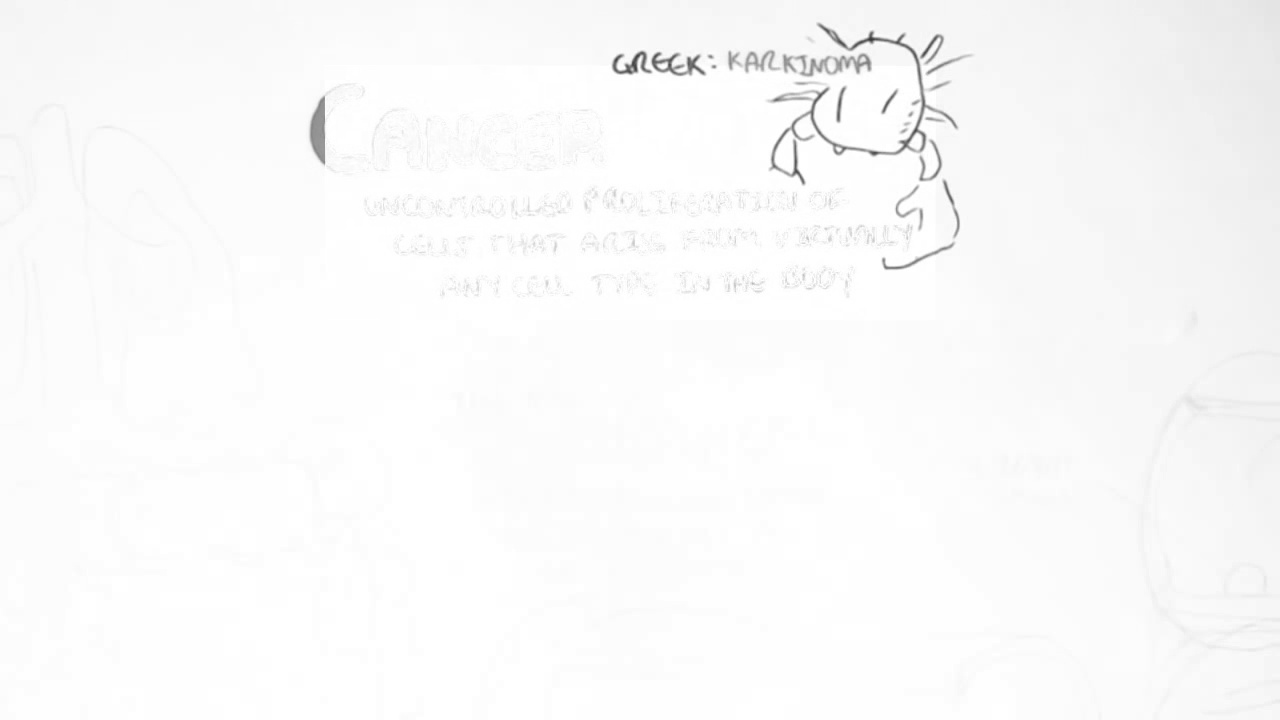 GREEK: KARKINOMA
CANCER
UNCONTROLLED PROLIFERATION OF
CELLS THAT ARISE FROM VIRTUALLY
ANY CELL TYPE IN THE BODY